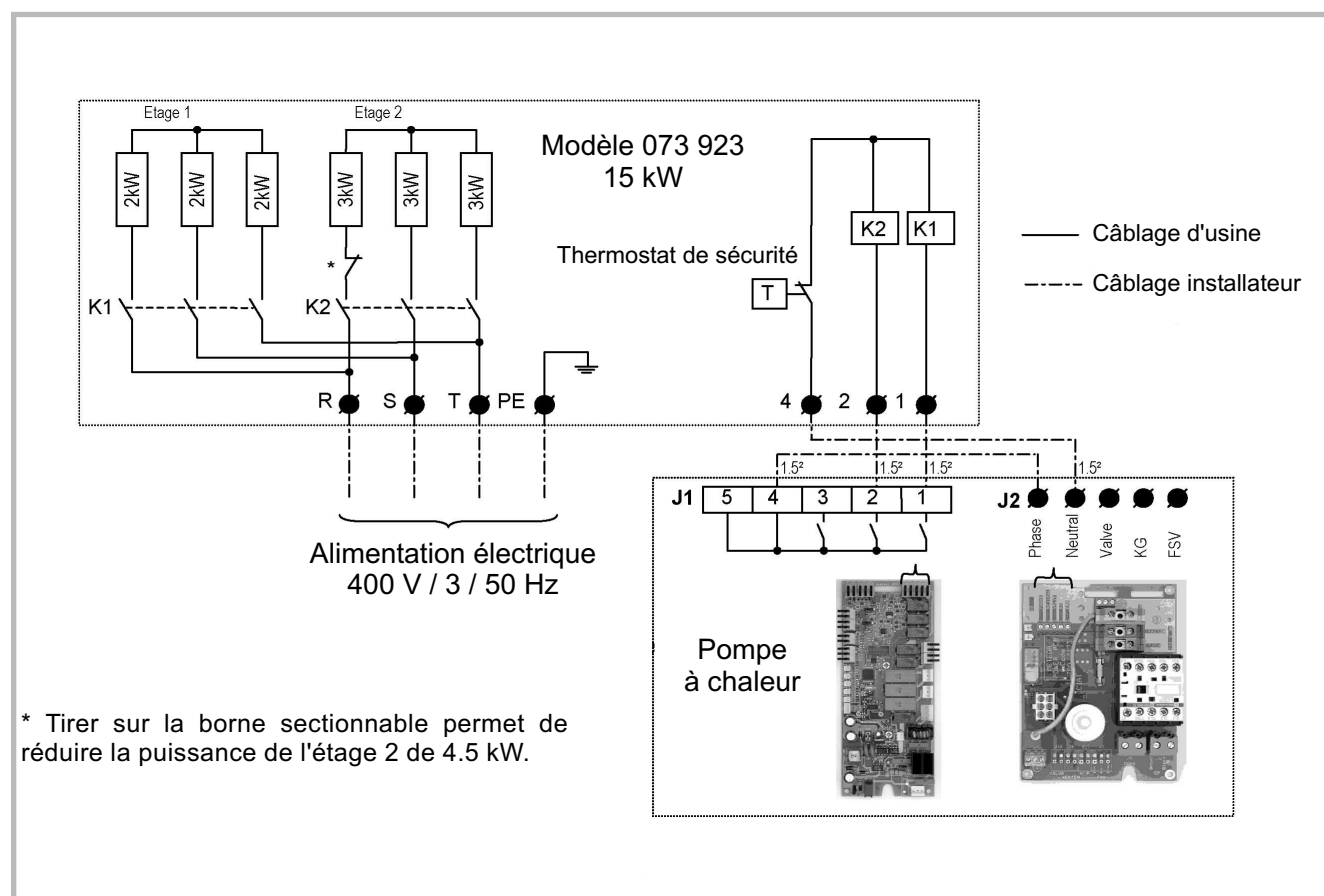 Etage 1
Etage 2
Modèle 073 923
15 kW
2kW
2kW
2kW
3kW
3kW
3kW
K2
K1
Thermostat de sécurité
T
*
K1
K2
Câblage d'usine
Câblage installateur
R
S
T
PE
4
2
1
1.5²
1.5²
1.5²
1.5²
J1
5
4
3
2
1
J2
Phase
Neutral
Valve
KG
FSV
Alimentation électrique
400 V / 3 / 50 Hz
Pompe
à chaleur
* Tirer sur la borne sectionnable permet de
réduire la puissance de l'étage 2 de 4.5 kW.